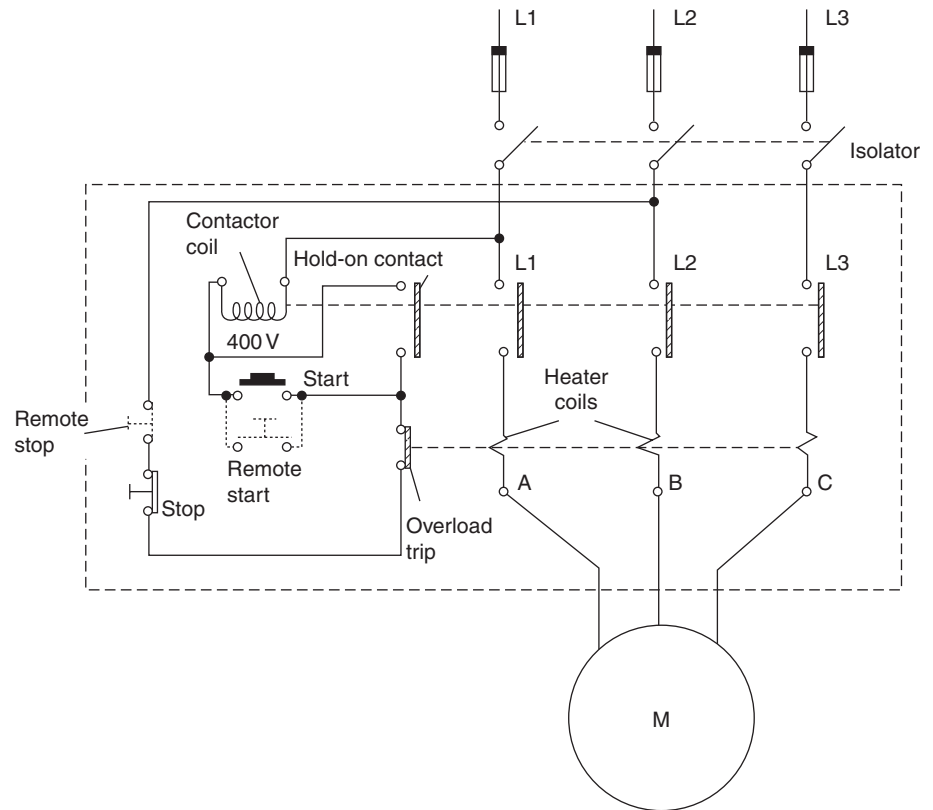 L1
L2
L3
Isolator
Contactor
coil
Hold-on contact
L1
L2
L3
400 V
Start
Heater
coils
Remote
stop
Remote
start
Stop
A
B
C
Overload
trip
M